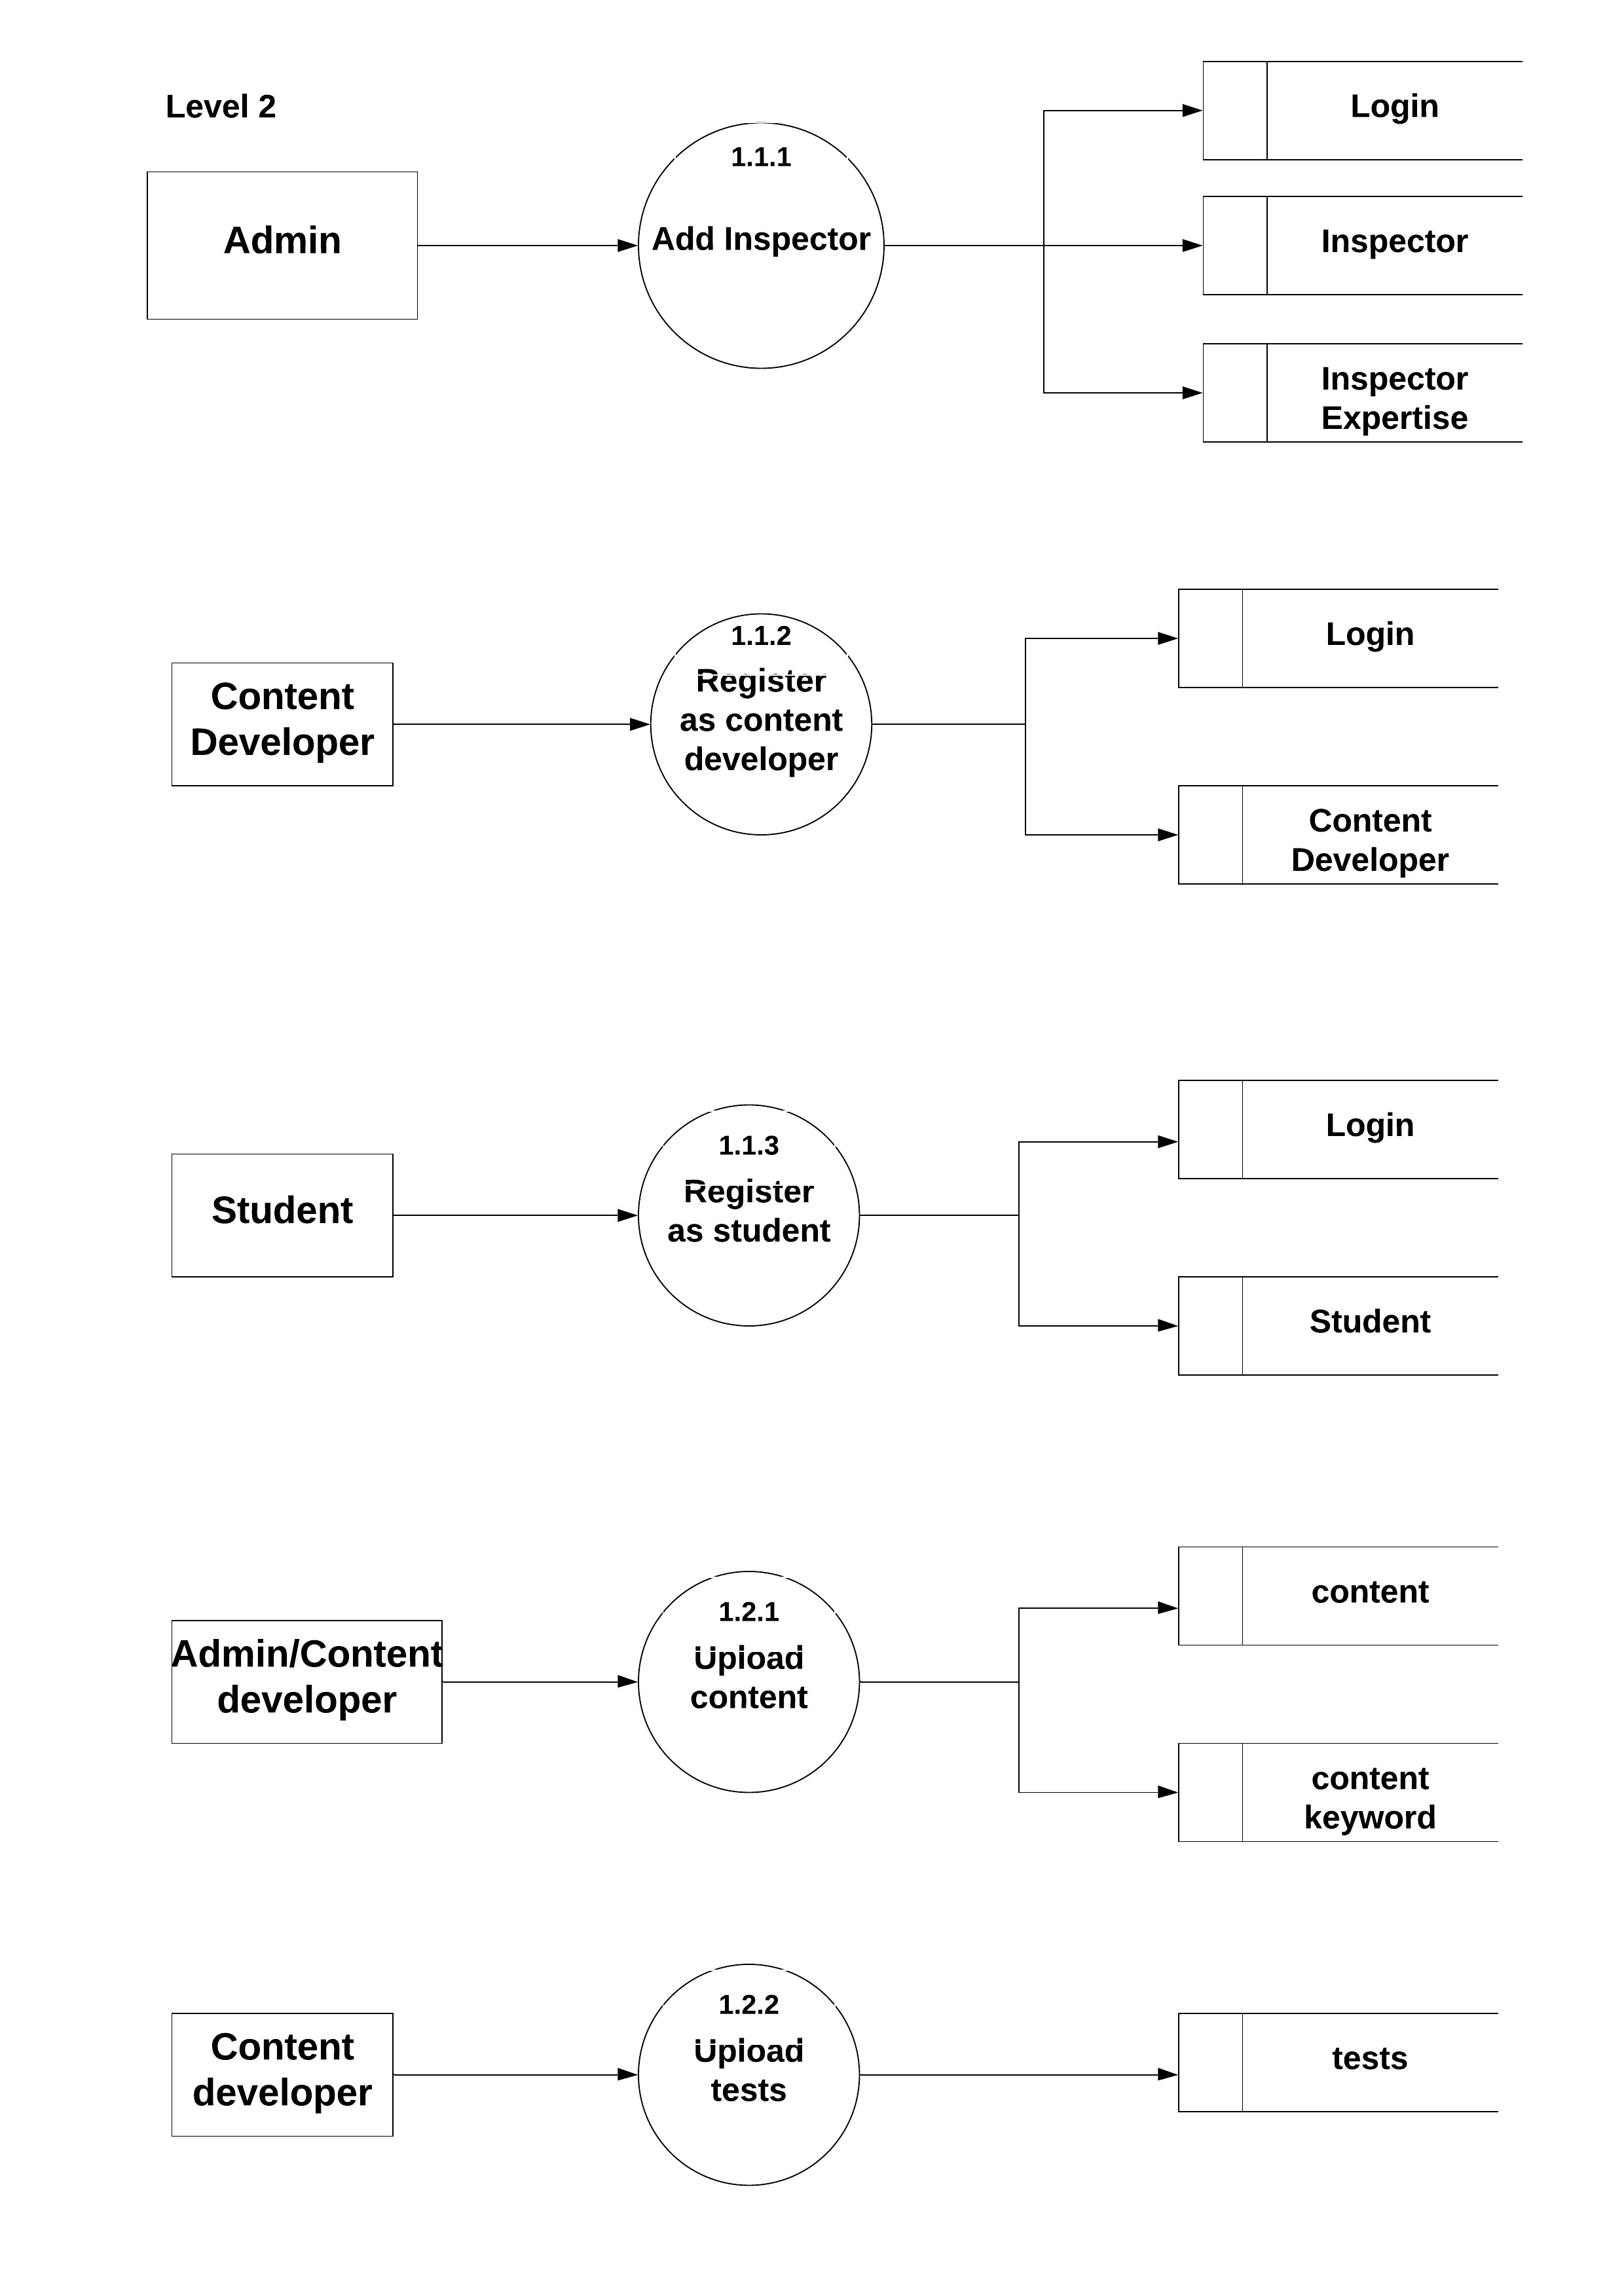 Level 2
Admin
1.1.1
Add Inspector
Login
Inspector
Inspector
Expertise
Content
Developer
1.1.2
Register
as content
developer
Login
Content
Developer
Student
1.1.3
Register
as student
Login
Student
Admin/Content
developer
1.2.1
Upload
content
content
content
keyword
Content
developer
1.2.2
Upload
tests
tests